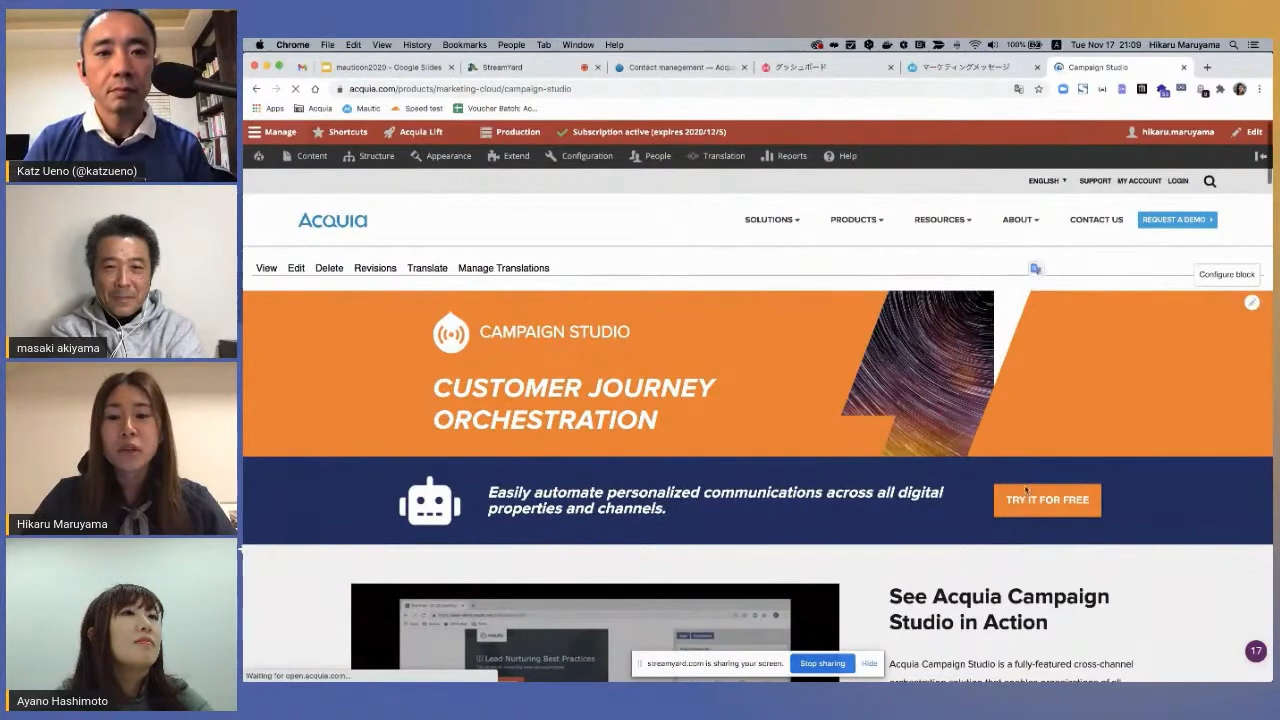 Katz Ueno (@katzueno)
masaki akiyama
Hikaru Maruyama
Ayano Hashimoto
Chrome File Edit View History Bookmarks People Tab Window Help
100% Tue Nov 17 21:09 Hikaru Maruyama
mauticon2020 - Google Slides
StreamYard
Contact management — Acqu
ダッシュボード
マーケティングメッセージ
Campaign Studio
acquia.com/products/marketing-cloud/campaign-studio
Apps Acquia Mautic Speed test Voucher Batch: Ac...
Manage Shortcuts Acquia Lift Production Subscription active (expires 2020/12/5) hikaru.maruyama Edit
Content Structure Appearance Extend Configuration People Translation Reports Help
ENGLISH SUPPORT MY ACCOUNT LOGIN
ACQUIA
SOLUTIONS PRODUCTS RESOURCES ABOUT CONTACT US REQUEST A DEMO
View Edit Delete Revisions Translate Manage Translations
Configure block
CAMPAIGN STUDIO
CUSTOMER JOURNEY
ORCHESTRATION
Easily automate personalized communications across all digital
properties and channels.
TRY IT FOR FREE
See Acquia Campaign
Studio in Action
Lead Nurturing Best Practices
Acquia Campaign Studio is a fully-featured cross-channel
streamyard.com is sharing your screen. Stop sharing Hide
17
Waiting for open.acquia.com...